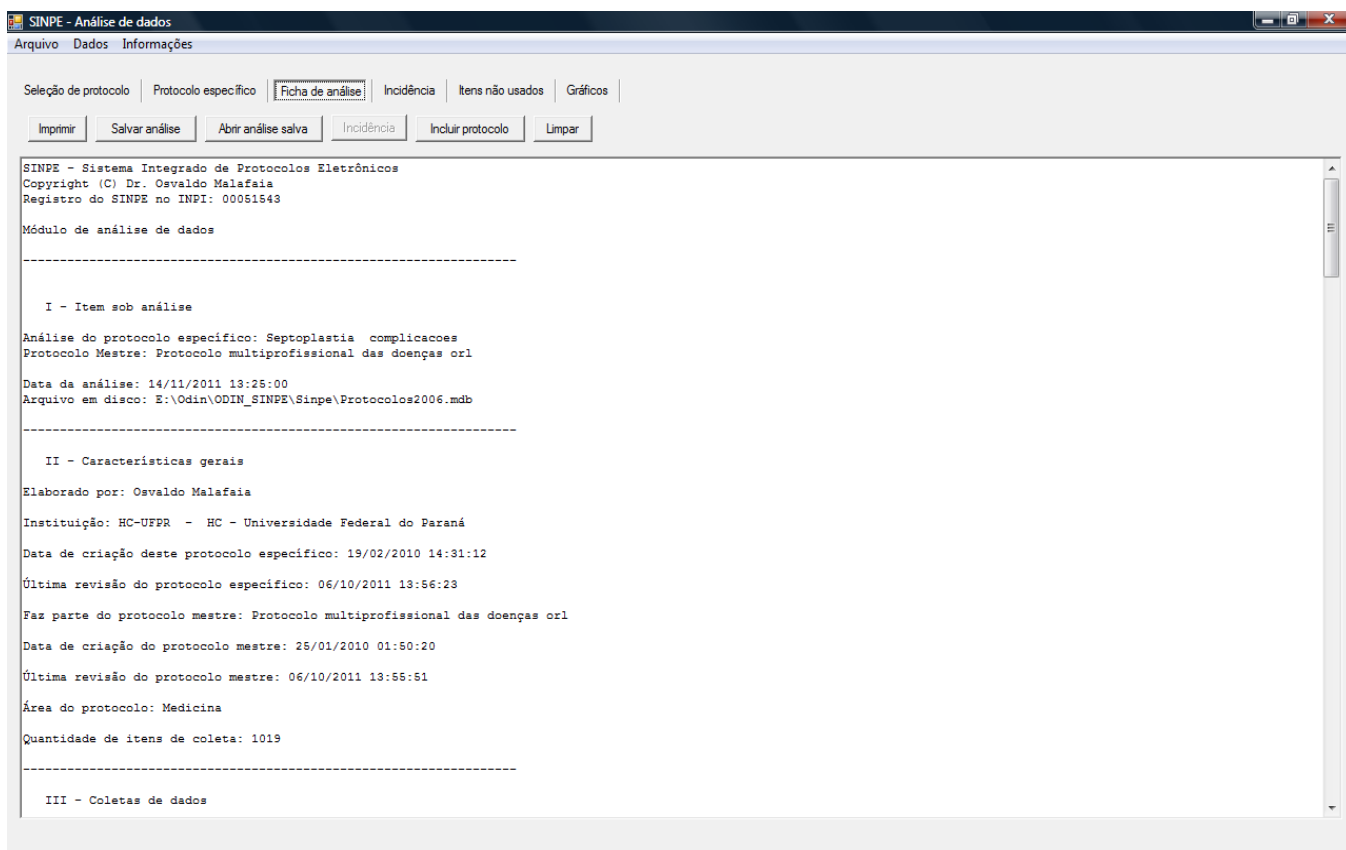 SINPE - Análise de dados
Arquivo Dados Informações
Seleção de protocolo Protocolo específico Ficha de análise Incidência Itens não usados Gráficos
Imprimir Salvar análise Abrir análise salva Incidência Incluir protocolo Limpar
SINPE - Sistema Integrado de Protocolos Eletrônicos
Copyright (C) Dr. Osvaldo Malafaia
Registro do SINPE no INPI: 00051543
Módulo de análise de dados
-------------------------------------------------------------------
I - Item sob análise
Análise do protocolo específico: Septoplastia  complicacoes
Protocolo Mestre: Protocolo multiprofissional das doenças orl
Data da análise: 14/11/2011 13:25:00
Arquivo em disco: E:\Odin\ODIN_SINPE\Sinpe\Protocolos2006.mdb
-------------------------------------------------------------------
II - Características gerais
Elaborado por: Osvaldo Malafaia
Instituição: HC-UFPR  -  HC - Universidade Federal do Paraná
Data de criação deste protocolo específico: 19/02/2010 14:31:12
Última revisão do protocolo específico: 06/10/2011 13:56:23
Faz parte do protocolo mestre: Protocolo multiprofissional das doenças orl
Data de criação do protocolo mestre: 25/01/2010 01:50:20
Última revisão do protocolo mestre: 06/10/2011 13:55:51
Área do protocolo: Medicina
Quantidade de itens de coleta: 1019
-------------------------------------------------------------------
III - Coletas de dados